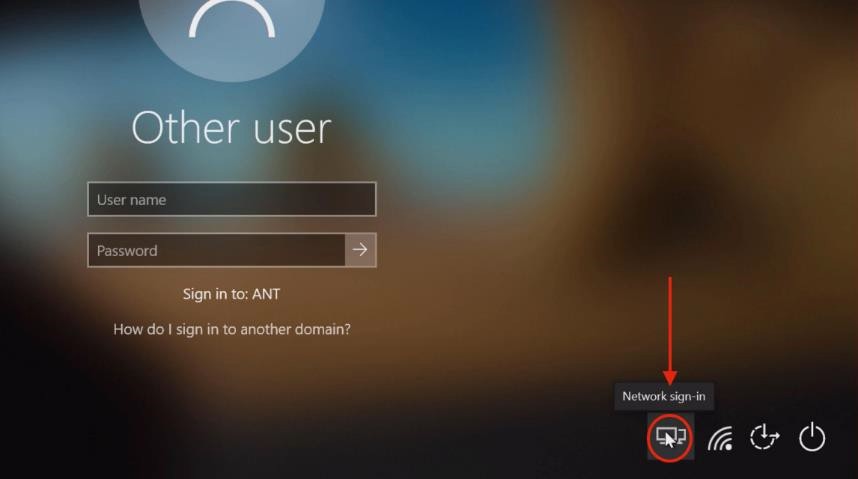 Other user
User name
Password
Sign in to: ANT
How do I sign in to another domain?
Network sign-in